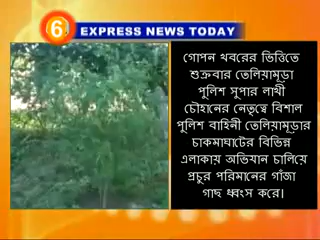 6 EXPRESS NEWS TODAY
গোপন খবরের ভিত্তিতে
শুক্রবার তেলিয়ামূড়া
পুলিশ সুপার লাখী
চৌহানের নেতৃত্বে বিশাল
পুলিশ বাহিনী তেলিয়ামূড়ার
চাকমাঘাটের বিভিন্ন
এলাকায় অভিযান চালিয়ে
প্রচুর পরিমানের গাঁজা
গাছ ধ্বংস করে।